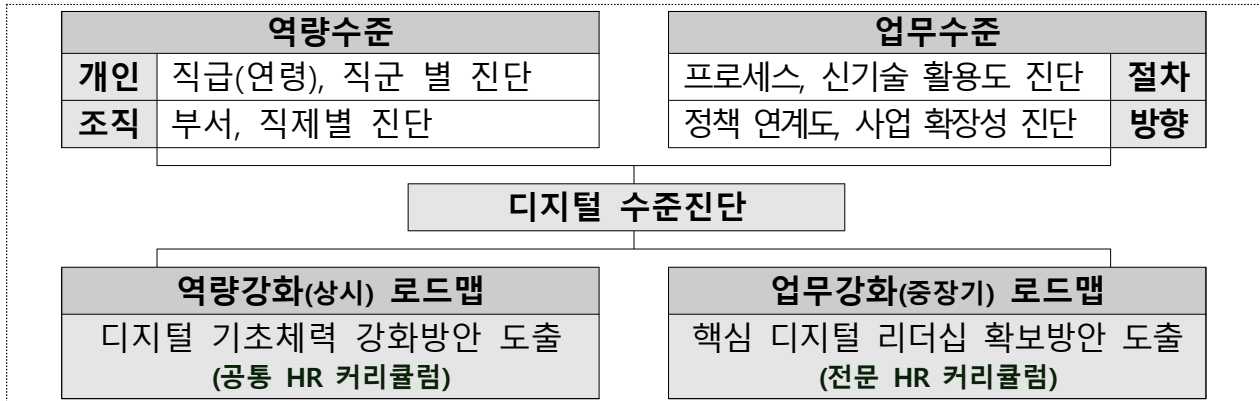 역량수준
개인 직급(연령), 직군 별 진단
조직 부서, 직제별 진단
업무수준
프로세스, 신기술 활용도 진단 절차
정책 연계도, 사업 확장성 진단 방향
디지털 수준진단
역량강화(상시) 로드맵
디지털 기초체력 강화방안 도출
(공통 HR 커리큘럼)
업무강화(중장기) 로드맵
핵심 디지털 리더십 확보방안 도출
(전문 HR 커리큘럼)